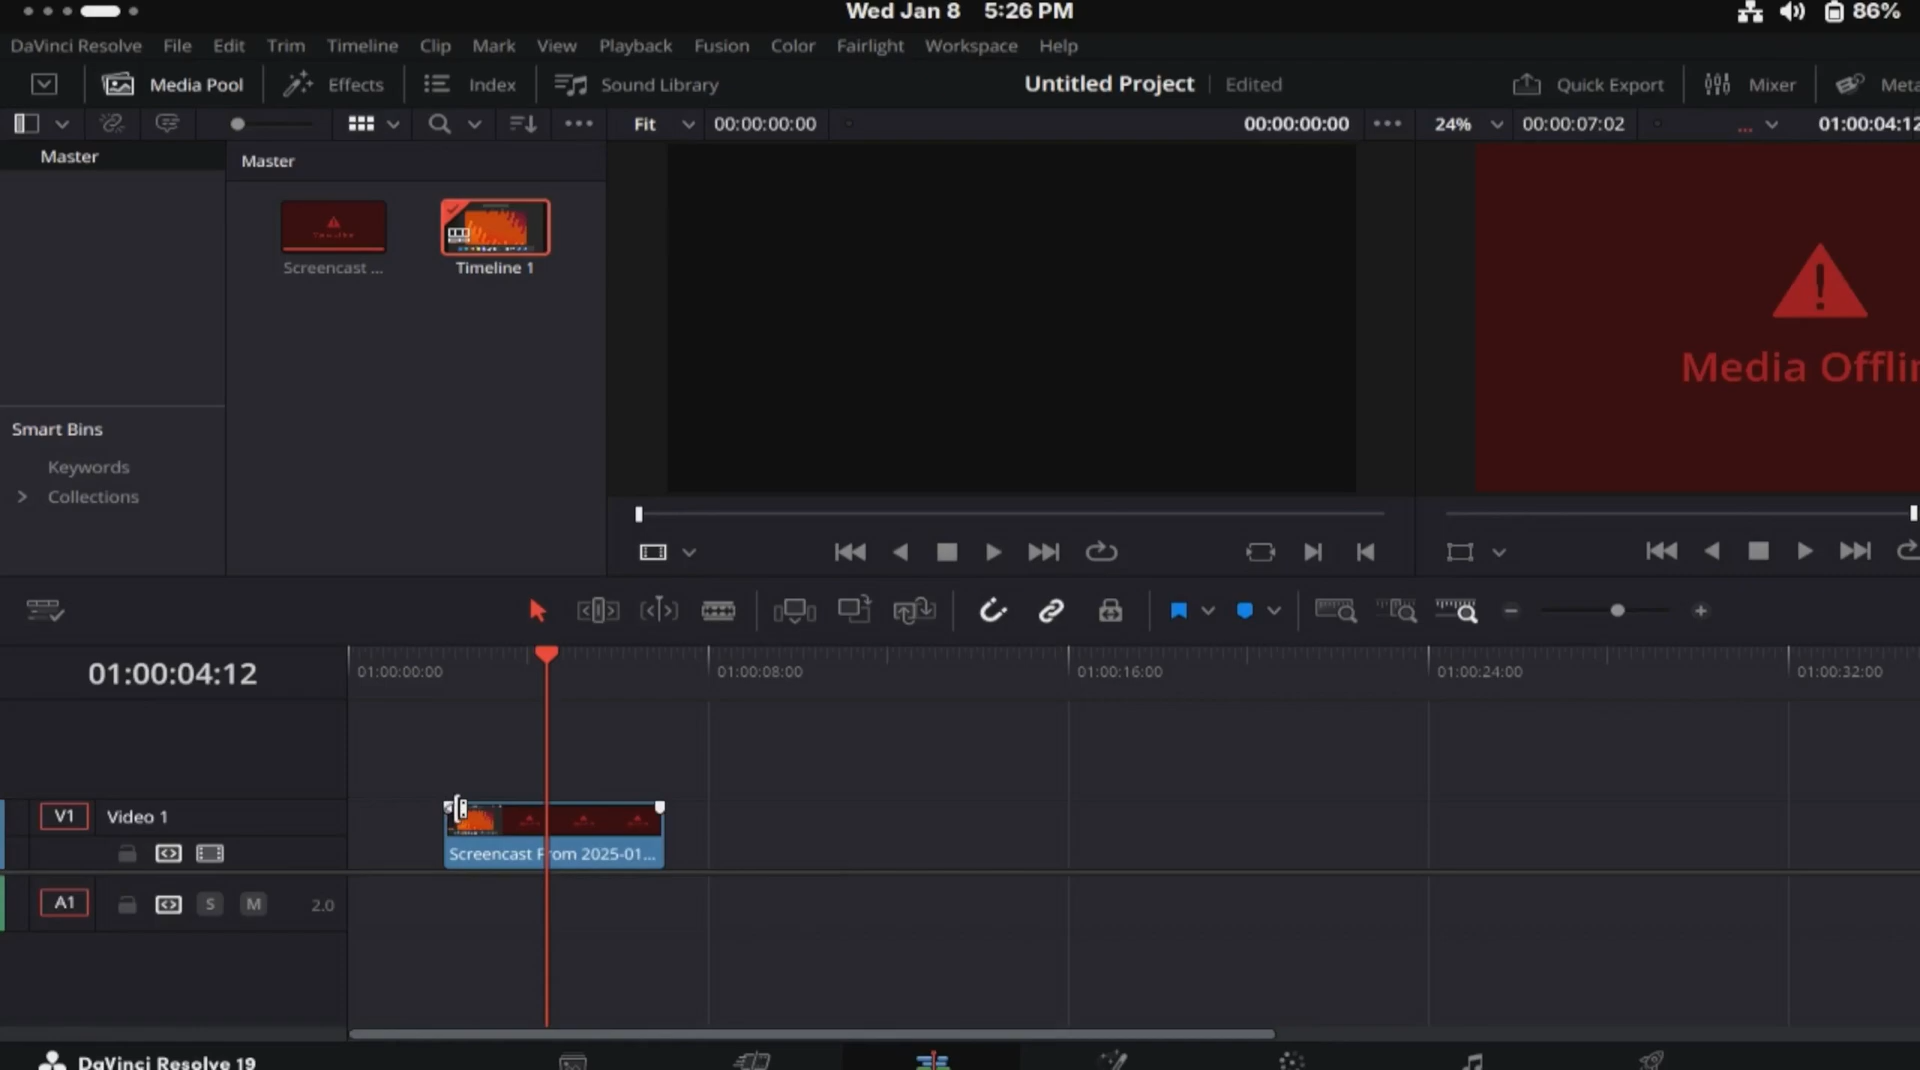 Wed Jan 8 5:26 PM
86%
DaVinci Resolve File Edit Trim Timeline Clip Mark View Playback Fusion Color Fairlight Workspace Help
Media Pool Effects Index Sound Library Untitled Project Edited Quick Export Mixer Meta
Fit 00:00:00:00 00:00:00:00 24% 00:00:07:02 01:00:04:12
Master
Master
Screencast ...
Timeline 1
Media Offlin
Smart Bins
Keywords
Collections
01:00:04:12
01:00:00:00 01:00:08:00 01:00:16:00 01:00:24:00 01:00:32:00
V1 Video 1
Screencast From 2025-01...
A1 S M 2.0
DaVinci Resolve 19